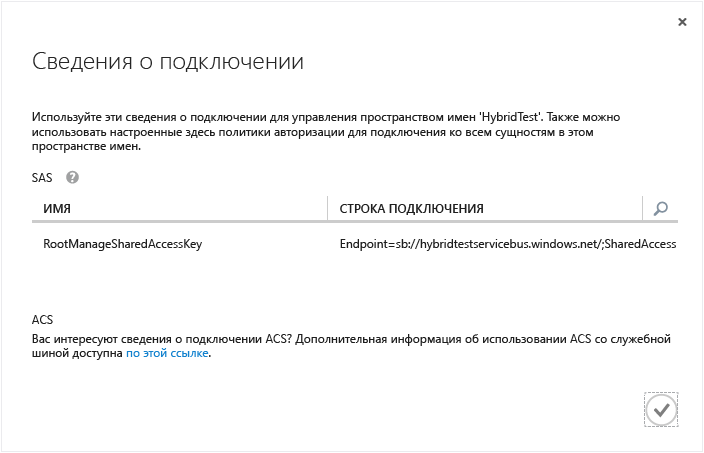 Сведения о подключении
Используйте эти сведения о подключении для управления пространством имен 'HybridTest'. Также можно
использовать настроенные здесь политики авторизации для подключения ко всем сущностям в этом
пространстве имен.
SAS ?
ИМЯ СТРОКА ПОДКЛЮЧЕНИЯ
RootManageSharedAccessKey Endpoint=sb://hybridtestservicebus.windows.net/;SharedAccess
ACS
Вас интересуют сведения о подключении ACS? Дополнительная информация об использовании ACS со служебной
шиной доступна по этой ссылке.